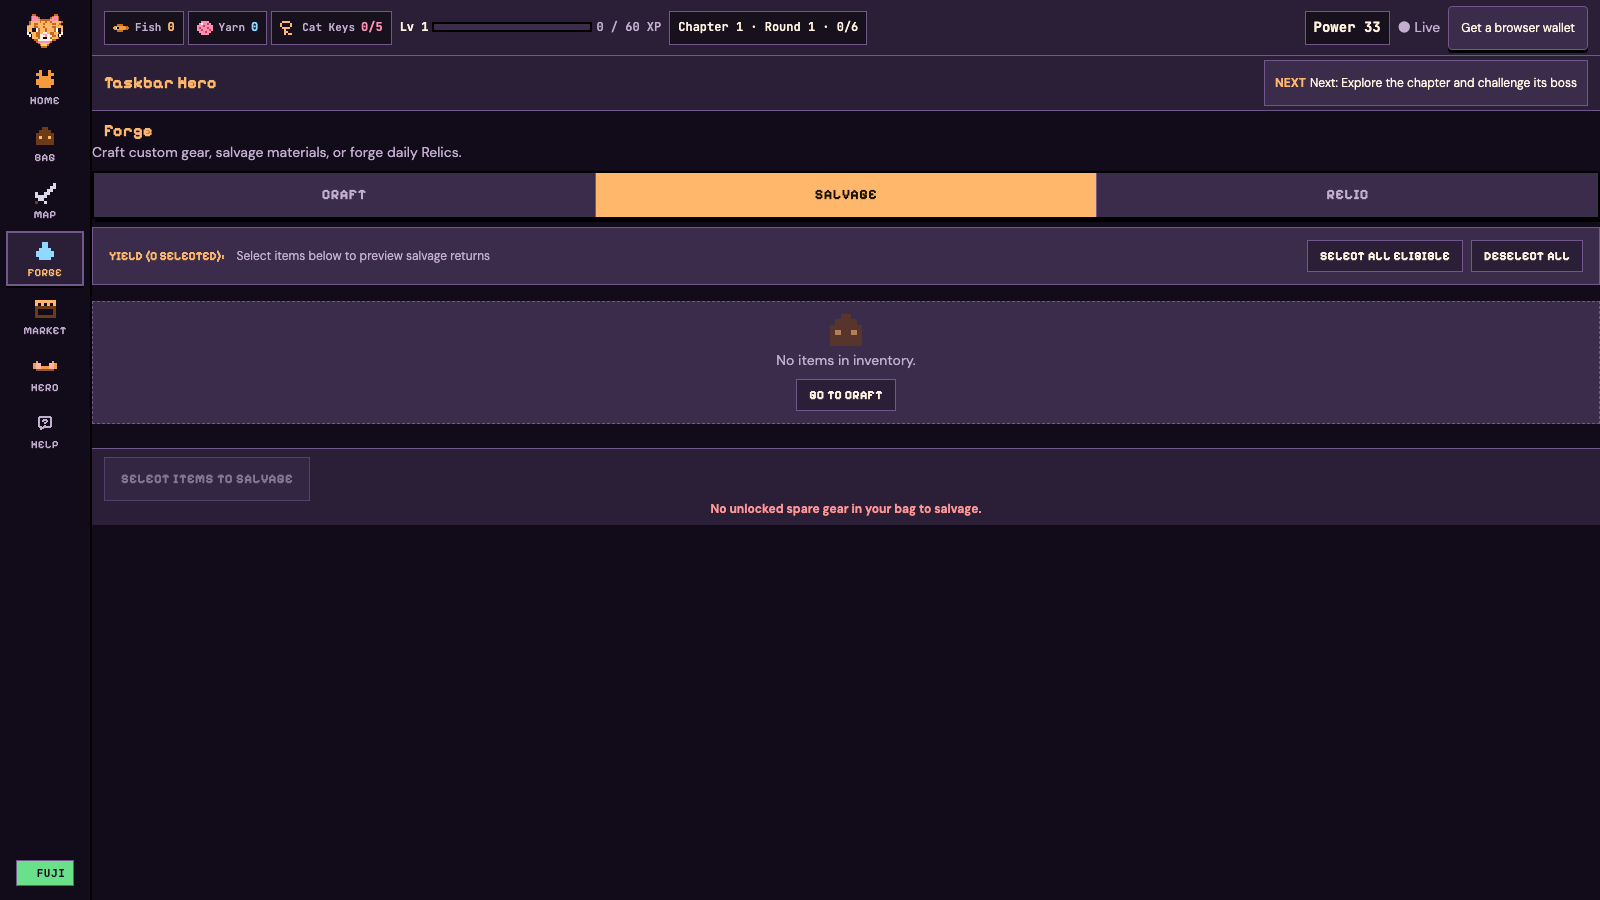 Fish 0
Yarn 0
Cat Keys 0/5
Lv 1
0 / 60 XP
Chapter 1 · Round 1 · 0/6
Power 33
Live
Get a browser wallet
HOME
BAG
MAP
FORGE
MARKET
HERO
HELP
FUJI
Taskbar Hero
NEXT Next: Explore the chapter and challenge its boss
Forge
Craft custom gear, salvage materials, or forge daily Relics.
CRAFT
SALVAGE
RELIC
YIELD (0 SELECTED):
Select items below to preview salvage returns
SELECT ALL ELIGIBLE
DESELECT ALL
No items in inventory.
GO TO CRAFT
SELECT ITEMS TO SALVAGE
No unlocked spare gear in your bag to salvage.